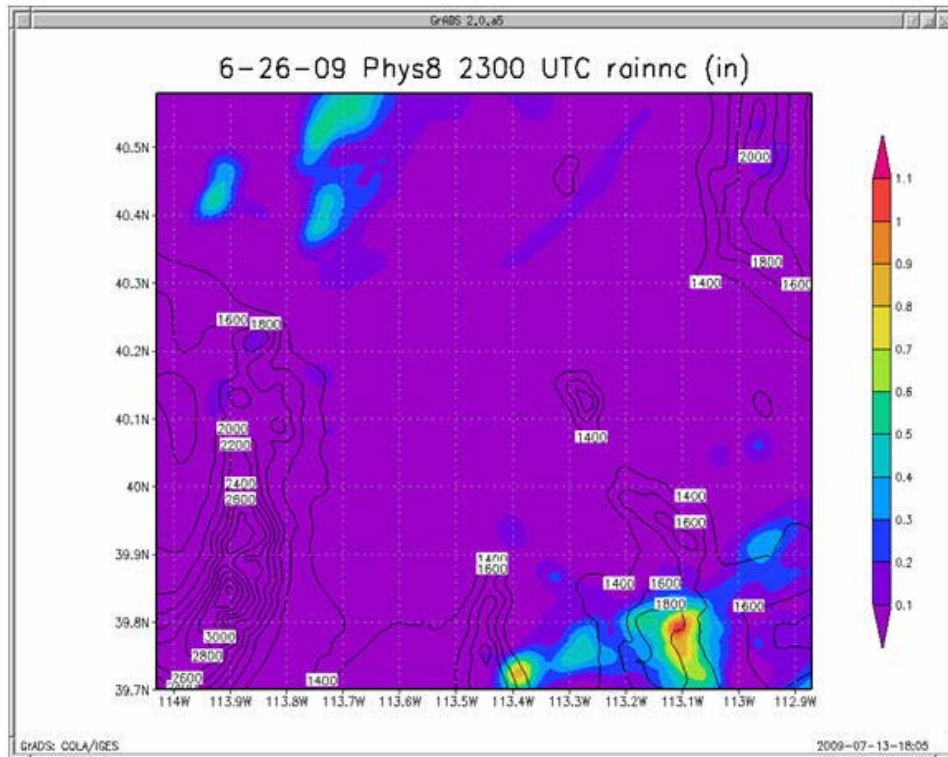 GrADS 2.0.a5
6-26-09 Phys8 2300 UTC rainnc (in)
40.5N
40.4N
40.3N
40.2N
40.1N
40N
39.9N
39.8N
39.7N
114W 113.9W 113.8W 113.7W 113.6W 113.5W 113.4W 113.3W 113.2W 113.1W 113W 112.9W
2000
1800
1400 1600
1600 1800
2000
2200
1400
2400
2600
1400
1600
1400
1600
1400 1600
1800 1600
3000
2800
2600
1400
1.1
1
0.9
0.8
0.7
0.6
0.5
0.4
0.3
0.2
0.1
GrADS: COLA/IGES
2009-07-13-18:05